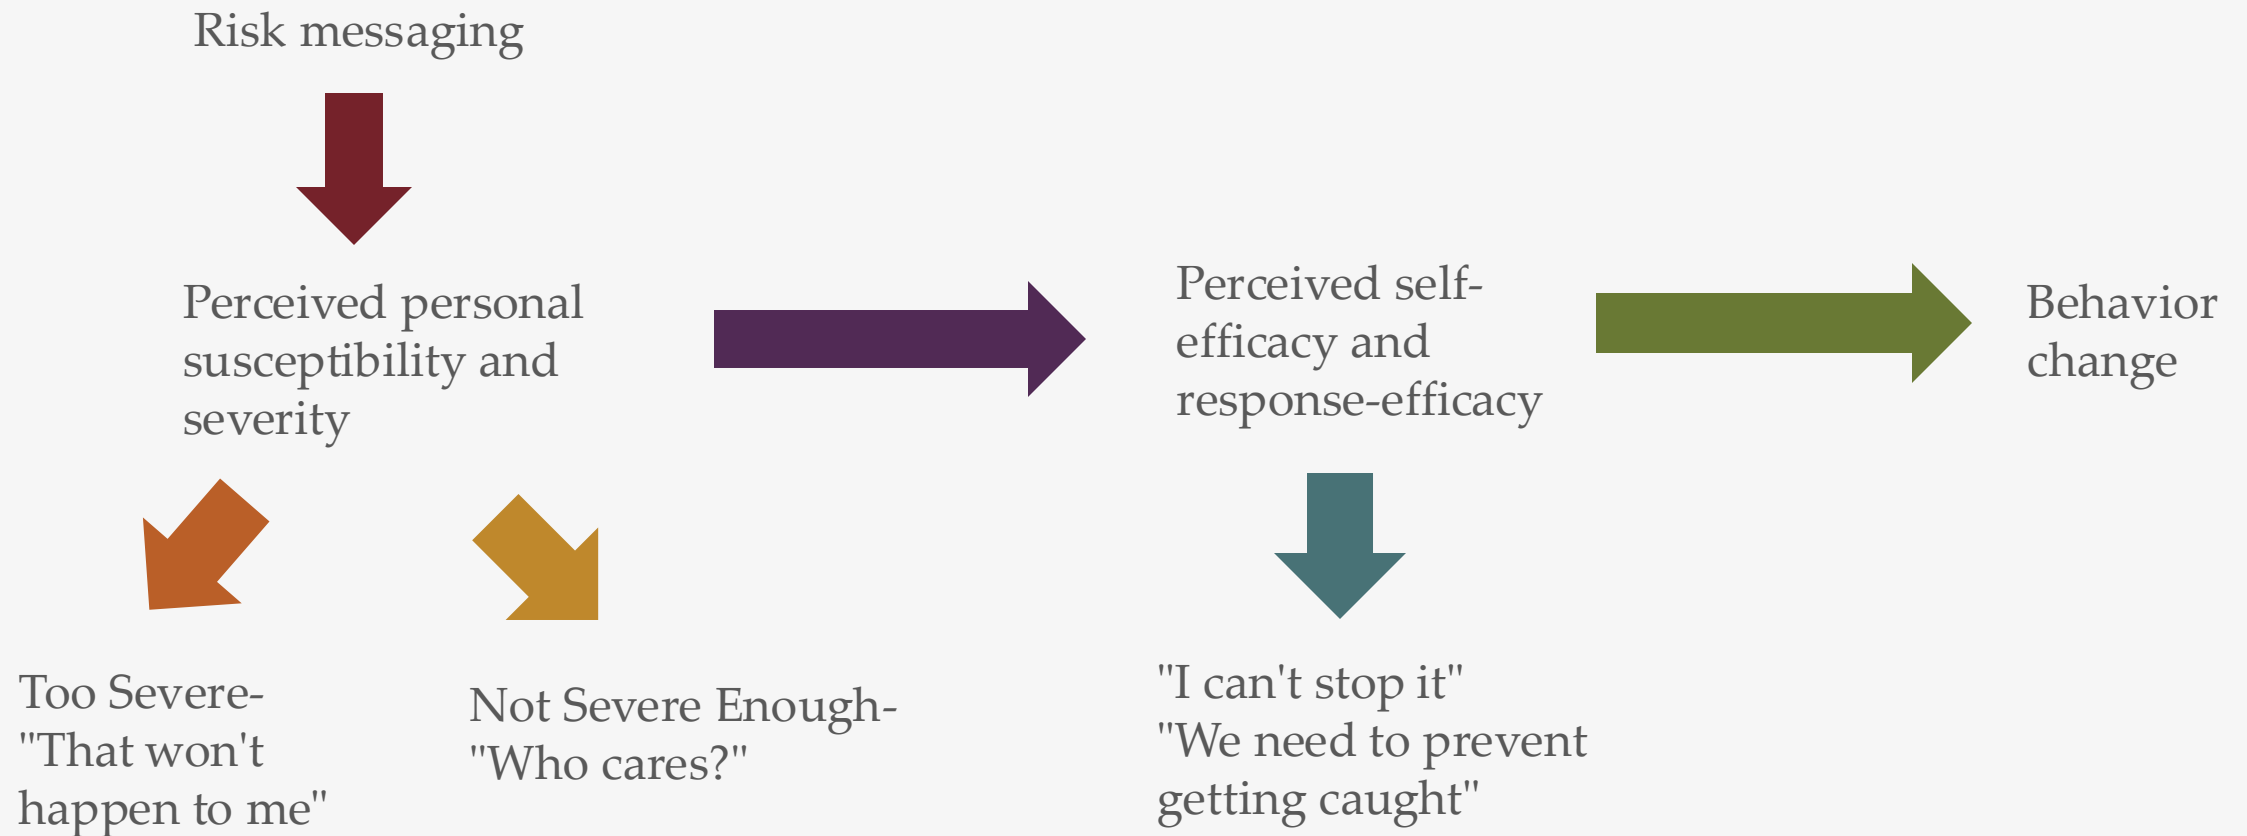 Risk messaging
Perceived personal
susceptibility and
severity
Perceived self-
efficacy and
response-efficacy
Behavior
change
Too Severe-
"That won't
happen to me"
Not Severe Enough-
"Who cares?"
"I can't stop it"
"We need to prevent
getting caught"